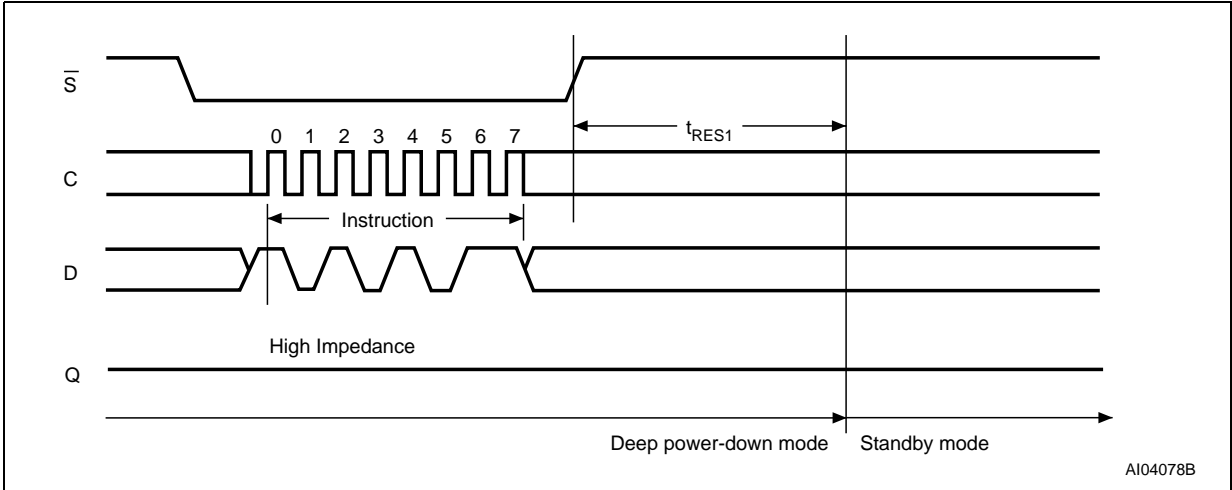 S̅
t_RES1
0 1 2 3 4 5 6 7
C
Instruction
D
High Impedance
Q
Deep power-down mode Standby mode
AI04078B